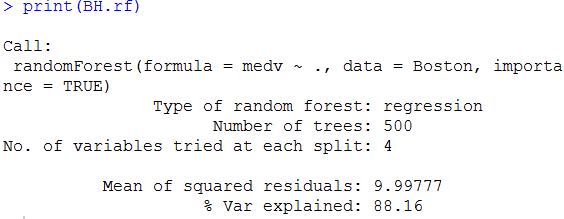 > print(BH.rf)
Call:
 randomForest(formula = medv ~ ., data = Boston, importa
nce = TRUE)
               Type of random forest: regression
                     Number of trees: 500
No. of variables tried at each split: 4
          Mean of squared residuals: 9.99777
                    % Var explained: 88.16